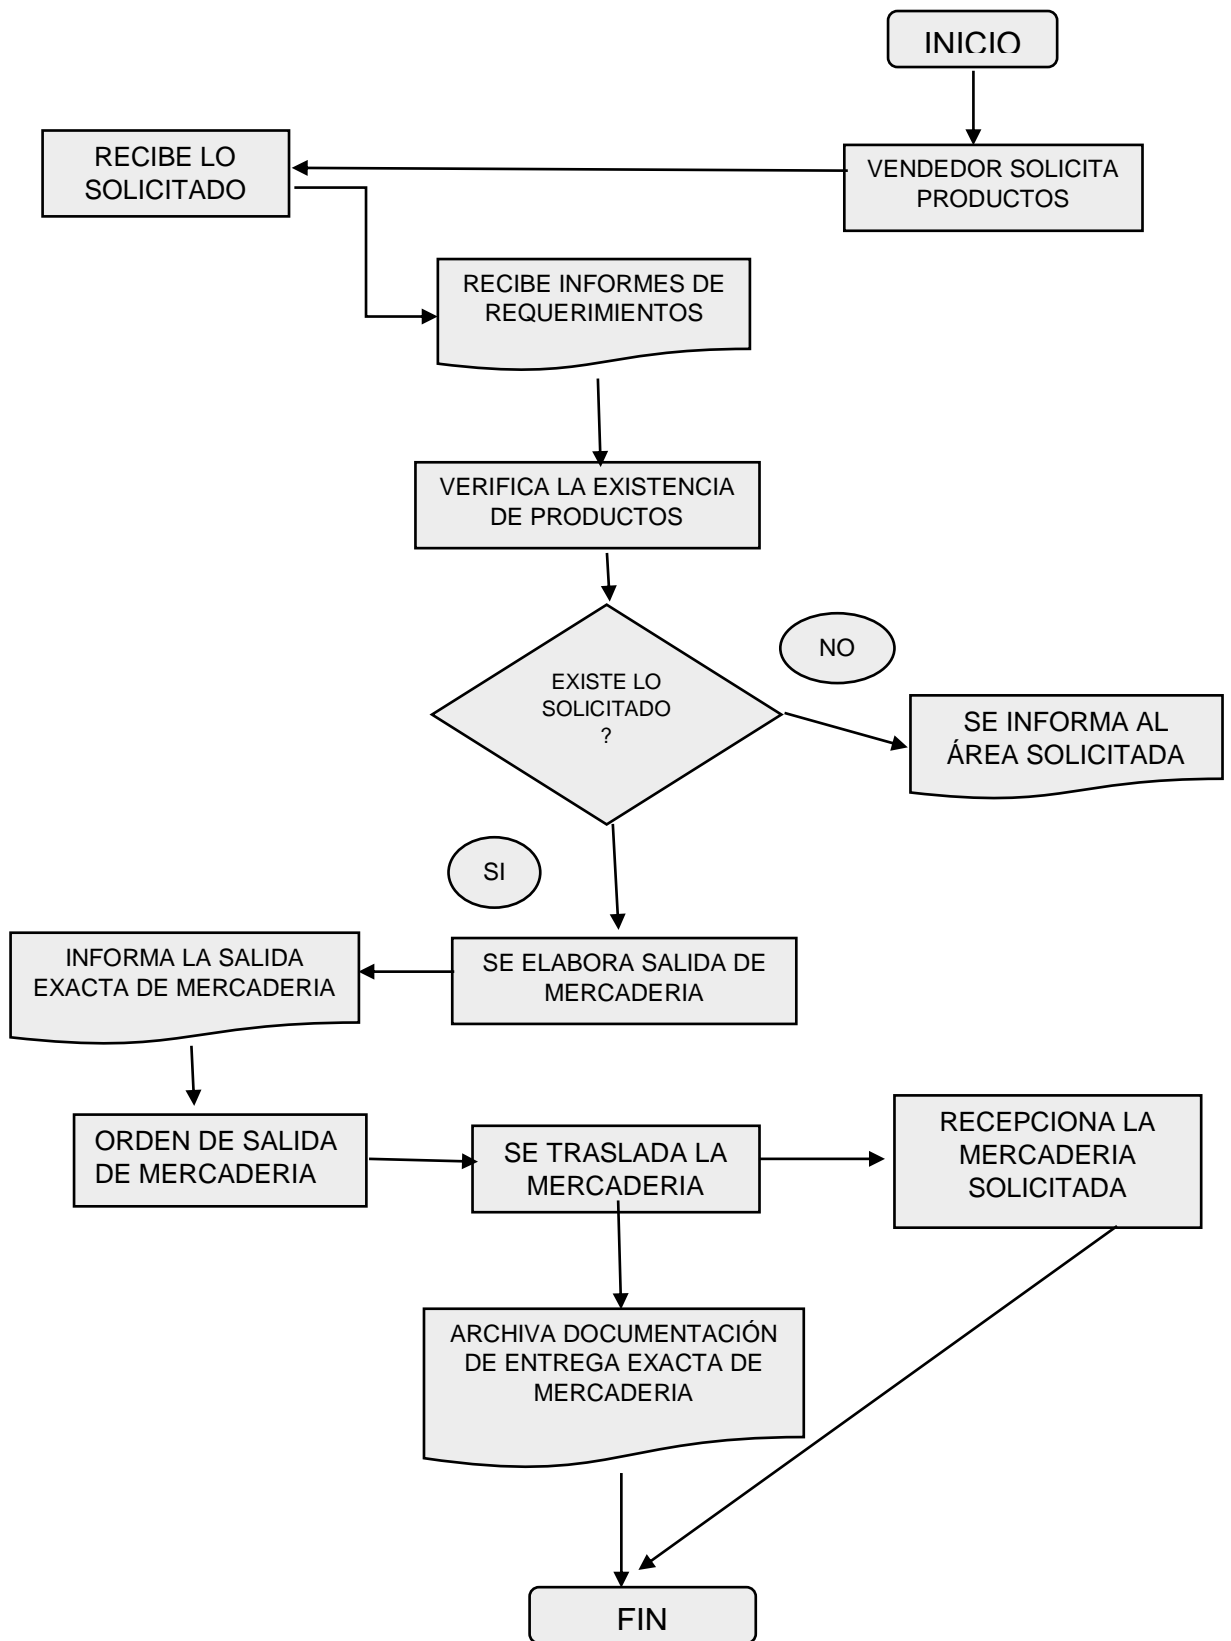 INICIO
VENDEDOR SOLICITA
PRODUCTOS
RECIBE LO
SOLICITADO
RECIBE INFORMES DE
REQUERIMIENTOS
VERIFICA LA EXISTENCIA
DE PRODUCTOS
EXISTE LO
SOLICITADO
?
NO
SE INFORMA AL
ÁREA SOLICITADA
SI
SE ELABORA SALIDA DE
MERCADERIA
INFORMA LA SALIDA
EXACTA DE MERCADERIA
ORDEN DE SALIDA
DE MERCADERIA
SE TRASLADA LA
MERCADERIA
RECEPCIONA LA
MERCADERIA
SOLICITADA
ARCHIVA DOCUMENTACIÓN
DE ENTREGA EXACTA DE
MERCADERIA
FIN